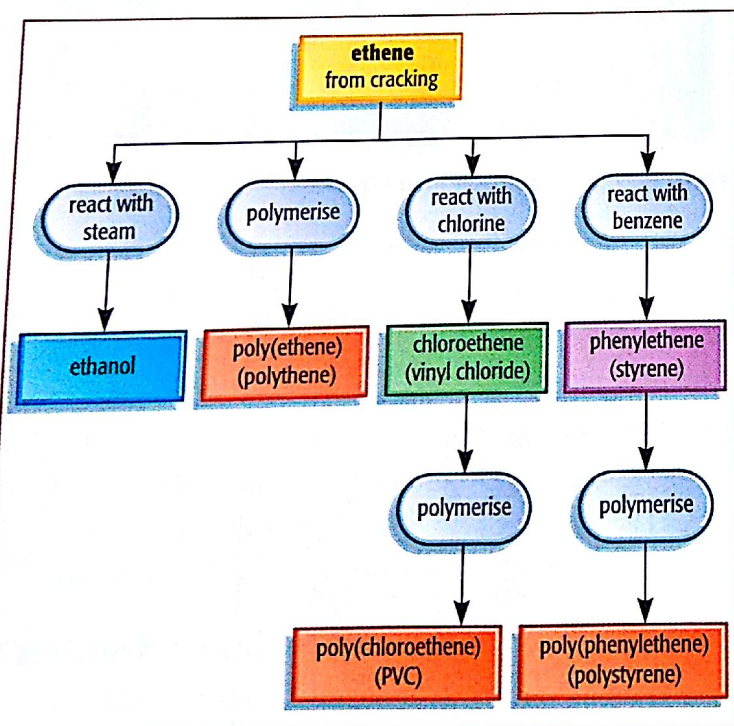 ethene
from cracking
react with
steam
polymerise
react with
chlorine
react with
benzene
ethanol
poly(ethene)
(polythene)
chloroethene
(vinyl chloride)
phenylethene
(styrene)
polymerise
polymerise
poly(chloroethene)
(PVC)
poly(phenylethene)
(polystyrene)